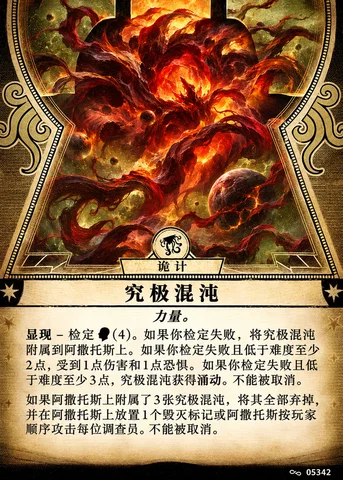 诡计
究极混沌
力量。
显现 – 检定(4)。如果你检定失败，将究极混沌
附属到阿撒托斯上。如果你检定失败且低于难度至少
2点，受到1点伤害和1点恐惧。如果你检定失败且低
于难度至少3点，究极混沌获得涌动。不能被取消。
如果阿撒托斯上附属了3张究极混沌，将其全部弃掉，
并在阿撒托斯上放置1个毁灭标记或阿撒托斯按玩家
顺序攻击每位调查员。不能被取消。
05342